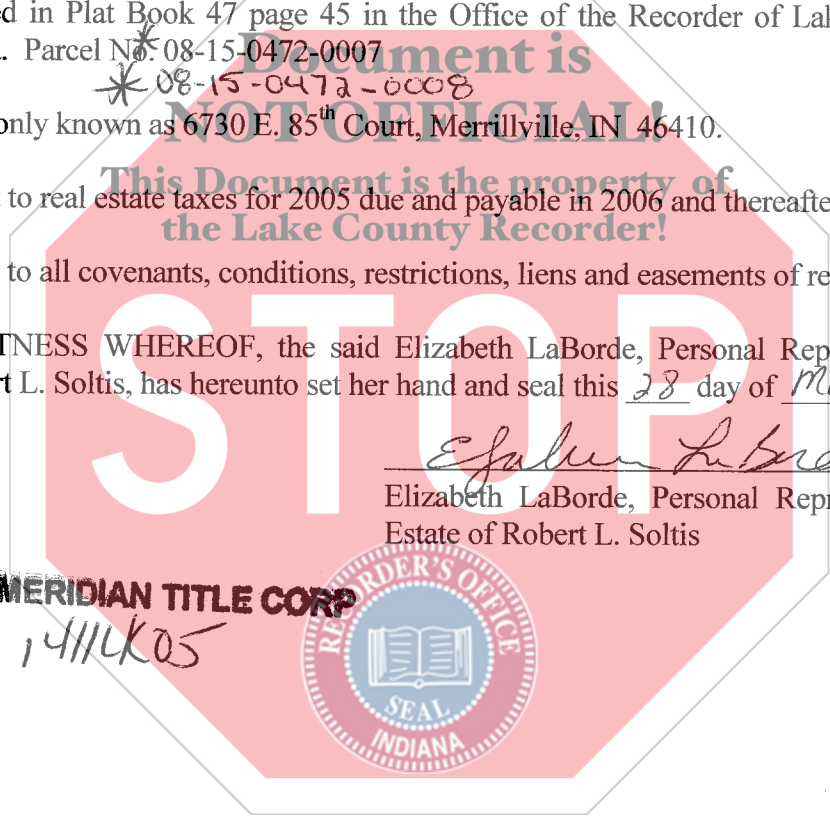 ed in Plat Book 47 page 45 in the Office of the Recorder of Lak
. Parcel No. * 08-15-0472-0007
* 08-15-0472-0008
only known as 6730 E. 85th Court, Merrillville, IN 46410.
to real estate taxes for 2005 due and payable in 2006 and thereafte
to all covenants, conditions, restrictions, liens and easements of re
TNESS WHEREOF, the said Elizabeth LaBorde, Personal Rep
t L. Soltis, has hereunto set her hand and seal this 28 day of M
Elizabeth LaBorde, Personal Repr
Estate of Robert L. Soltis
MERIDIAN TITLE CORP
14111LK05
Document is
NOT OFFICIAL!
This Document is the property of
the Lake County Recorder!
STOP
RECORDER'S OFFICE
SEAL
INDIANA